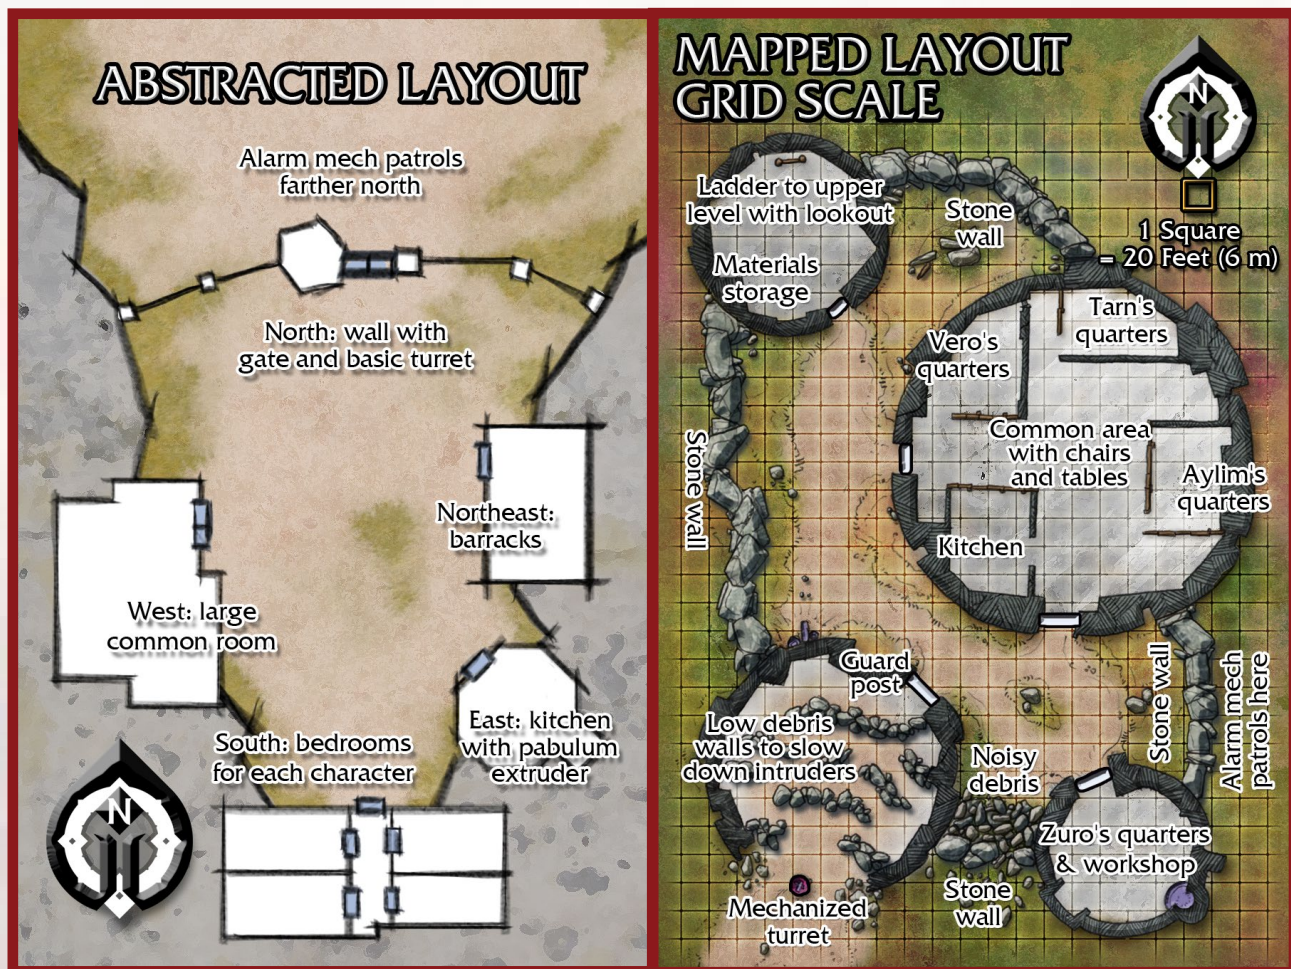 ABSTRACTED LAYOUT
Alarm mech patrols
farther north
North: wall with
gate and basic turret
Northeast:
barracks
West: large
common room
East: kitchen
with pabulum
extruder
South: bedrooms
for each character
N
MAPPED LAYOUT
GRID SCALE
N
1 Square
= 20 Feet (6 m)
Ladder to upper
level with lookout
Materials
storage
Stone
wall
Tarn's
quarters
Vero's
quarters
Common area
with chairs
and tables
Aylim's
quarters
Kitchen
Stone wall
Guard
post
Low debris
walls to slow
down intruders
Noisy
debris
Stone wall
Alarm mech
patrols here
Zuro's quarters
& workshop
Stone
wall
Mechanized
turret